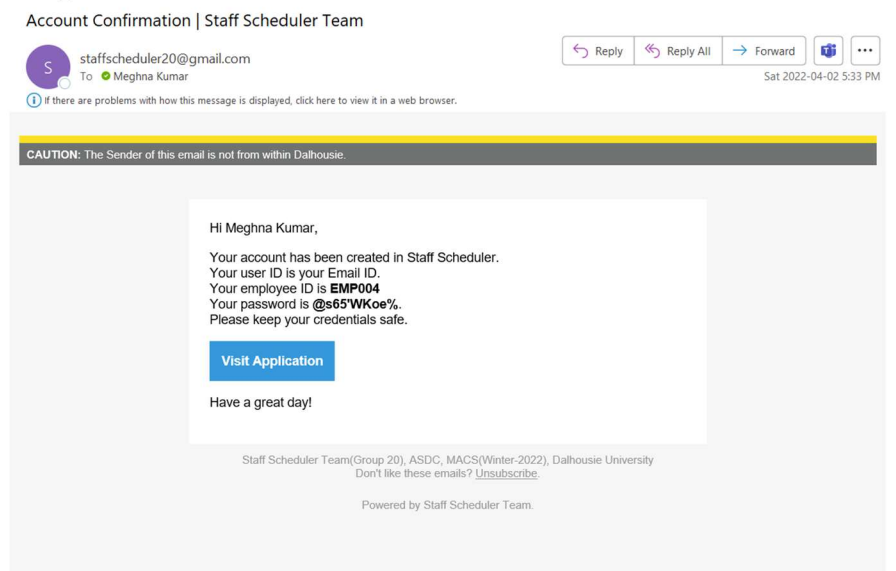 Account Confirmation | Staff Scheduler Team
S
staffscheduler20@gmail.com
To Meghna Kumar
Reply Reply All Forward
Sat 2022-04-02 5:33 PM
If there are problems with how this message is displayed, click here to view it in a web browser.
CAUTION: The Sender of this email is not from within Dalhousie.
Hi Meghna Kumar,
Your account has been created in Staff Scheduler.
Your user ID is your Email ID.
Your employee ID is EMP004
Your password is @s65'WKoe%.
Please keep your credentials safe.
Visit Application
Have a great day!
Staff Scheduler Team(Group 20), ASDC, MACS(Winter-2022), Dalhousie University
Don't like these emails? Unsubscribe.
Powered by Staff Scheduler Team.